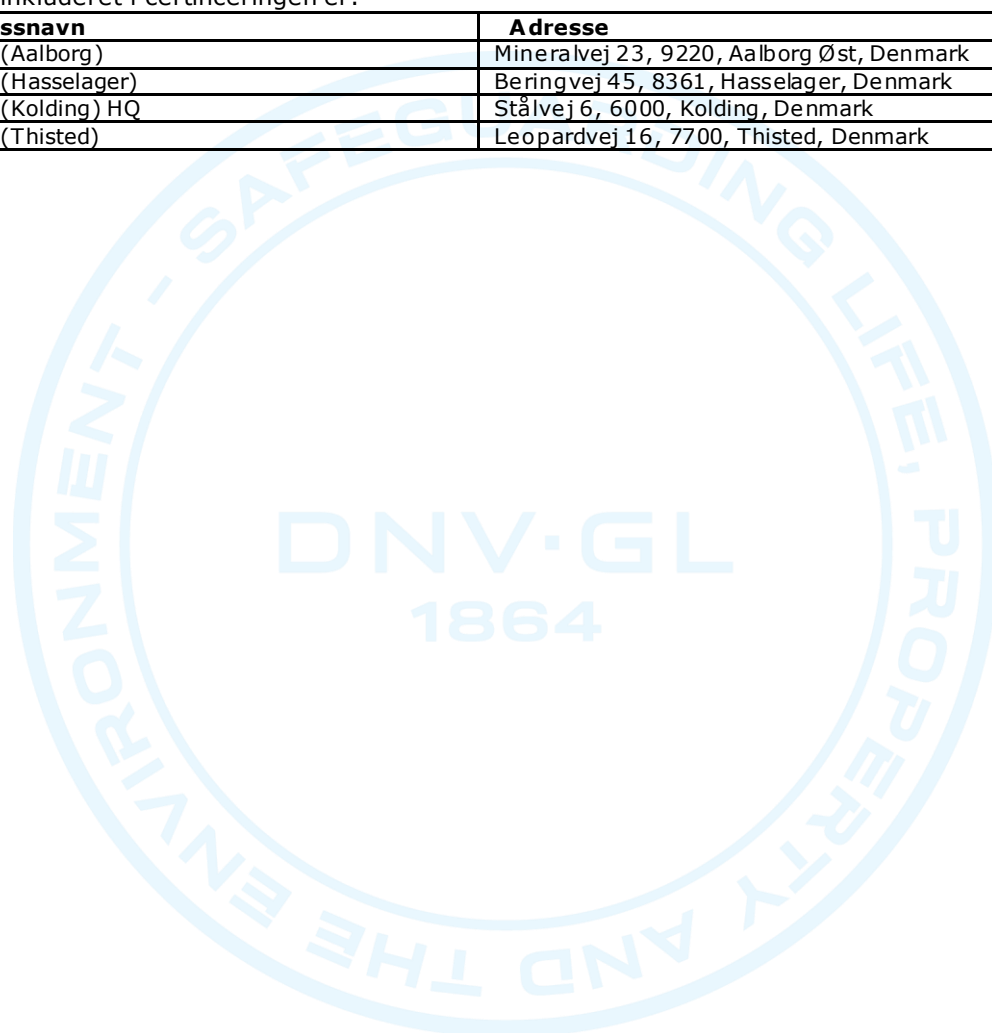 inkluderet i certificeringen er:
ssnavn Adresse
(Aalborg) Mineralvej 23, 9220, Aalborg Øst, Denmark
(Hasselager) Beringvej 45, 8361, Hasselager, Denmark
(Kolding) HQ Stålvej 6, 6000, Kolding, Denmark
(Thisted) Leopardvej 16, 7700, Thisted, Denmark
SAFEGUARDING LIFE, PROPERTY AND THE ENVIRONMENT -
DNV·GL
1864